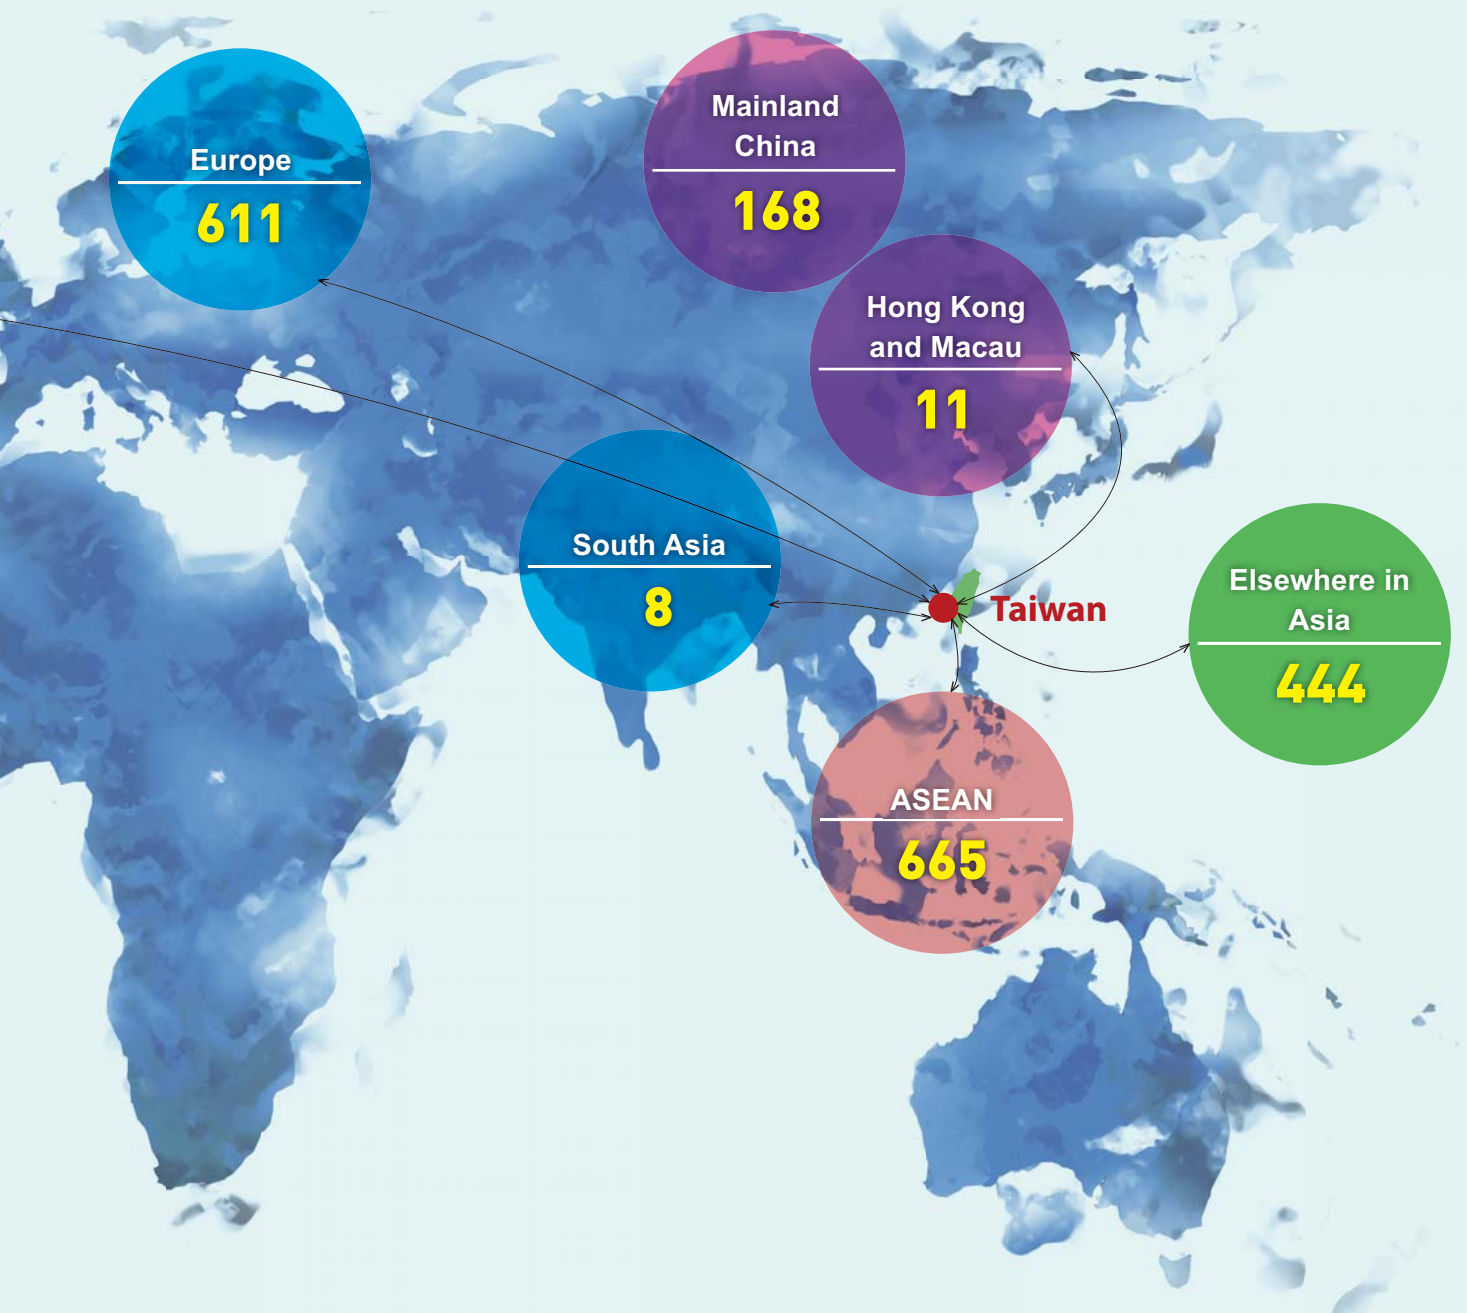 Europe
611
Mainland
China
168
Hong Kong
and Macau
11
South Asia
8
Taiwan
Elsewhere in
Asia
444
ASEAN
665